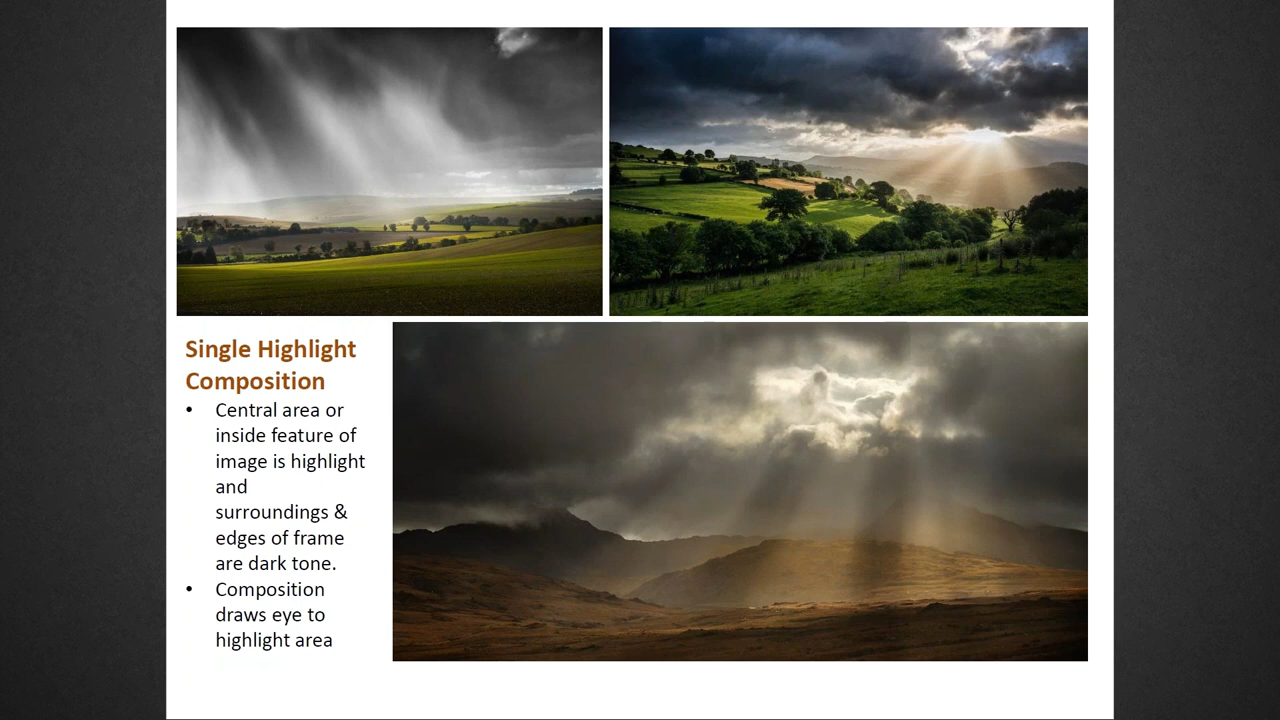 Single Highlight
Composition
• Central area or
inside feature of
image is highlight
and
surroundings &
edges of frame
are dark tone.
• Composition
draws eye to
highlight area